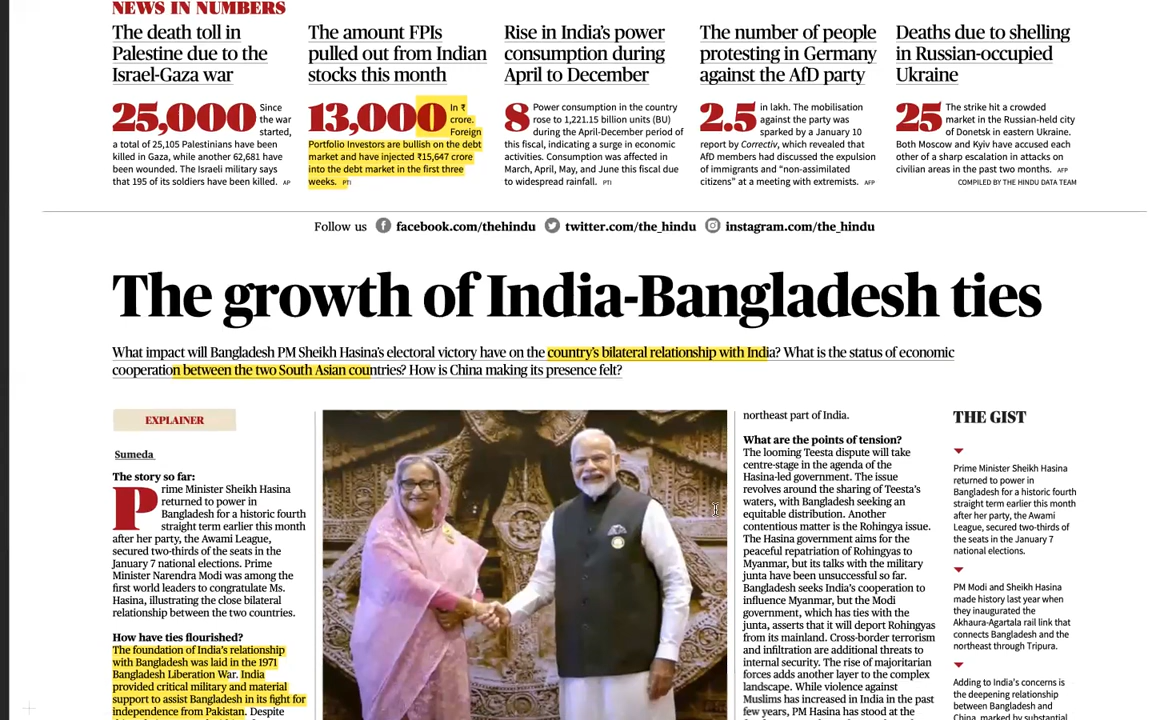 NEWS IN NUMBERS
The death toll in
Palestine due to the
Israel-Gaza war
25,000 Since
the war
started,
a total of 25,105 Palestinians have been
killed in Gaza, while another 62,681 have
been wounded. The Israeli military says
that 195 of its soldiers have been killed. AP
The amount FPIs
pulled out from Indian
stocks this month
13,000 In ₹
crore.
Foreign
Portfolio Investors are bullish on the debt
market and have injected ₹15,647 crore
into the debt market in the first three
weeks. PTI
Rise in India's power
consumption during
April to December
8 Power consumption in the country
rose to 1,221.15 billion units (BU)
during the April-December period of
this fiscal, indicating a surge in economic
activities. Consumption was affected in
March, April, May, and June this fiscal due
to widespread rainfall. PTI
The number of people
protesting in Germany
against the AfD party
2.5 in lakh. The mobilisation
against the party was
sparked by a January 10
report by Correctiv, which revealed that
AfD members had discussed the expulsion
of immigrants and “non-assimilated
citizens” at a meeting with extremists. AFP
Deaths due to shelling
in Russian-occupied
Ukraine
25 The strike hit a crowded
market in the Russian-held city
of Donetsk in eastern Ukraine.
Both Moscow and Kyiv have accused each
other of a sharp escalation in attacks on
civilian areas in the past two months. AFP
COMPILED BY THE HINDU DATA TEAM
Follow us facebook.com/thehindu twitter.com/the_hindu instagram.com/the_hindu
The growth of India-Bangladesh ties
What impact will Bangladesh PM Sheikh Hasina's electoral victory have on the country's bilateral relationship with India? What is the status of economic
cooperation between the two South Asian countries? How is China making its presence felt?
EXPLAINER
Sumeda
The story so far:
Prime Minister Sheikh Hasina
returned to power in
Bangladesh for a historic fourth
straight term earlier this month
after her party, the Awami League,
secured two-thirds of the seats in the
January 7 national elections. Prime
Minister Narendra Modi was among the
first world leaders to congratulate Ms.
Hasina, illustrating the close bilateral
relationship between the two countries.
How have ties flourished?
The foundation of India's relationship
with Bangladesh was laid in the 1971
Bangladesh Liberation War. India
provided critical military and material
support to assist Bangladesh in its fight for
independence from Pakistan. Despite
northeast part of India.
What are the points of tension?
The looming Teesta dispute will take
centre-stage in the agenda of the
Hasina-led government. The issue
revolves around the sharing of Teesta's
waters, with Bangladesh seeking an
equitable distribution. Another
contentious matter is the Rohingya issue.
The Hasina government aims for the
peaceful repatriation of Rohingyas to
Myanmar, but its talks with the military
junta have been unsuccessful so far.
Bangladesh seeks India's cooperation to
influence Myanmar, but the Modi
government, which has ties with the
junta, asserts that it will deport Rohingyas
from its mainland. Cross-border terrorism
and infiltration are additional threats to
internal security. The rise of majoritarian
forces adds another layer to the complex
landscape. While violence against
Muslims has increased in India in the past
few years, PM Hasina has stood at the
THE GIST
Prime Minister Sheikh Hasina
returned to power in
Bangladesh for a historic fourth
straight term earlier this month
after her party, the Awami
League, secured two-thirds of
the seats in the January 7
national elections.
PM Modi and Sheikh Hasina
made history last year when
they inaugurated the
Akhaura-Agartala rail link that
connects Bangladesh and the
northeast through Tripura.
Adding to India's concerns is
the deepening relationship
between Bangladesh and
China, marked by substantial